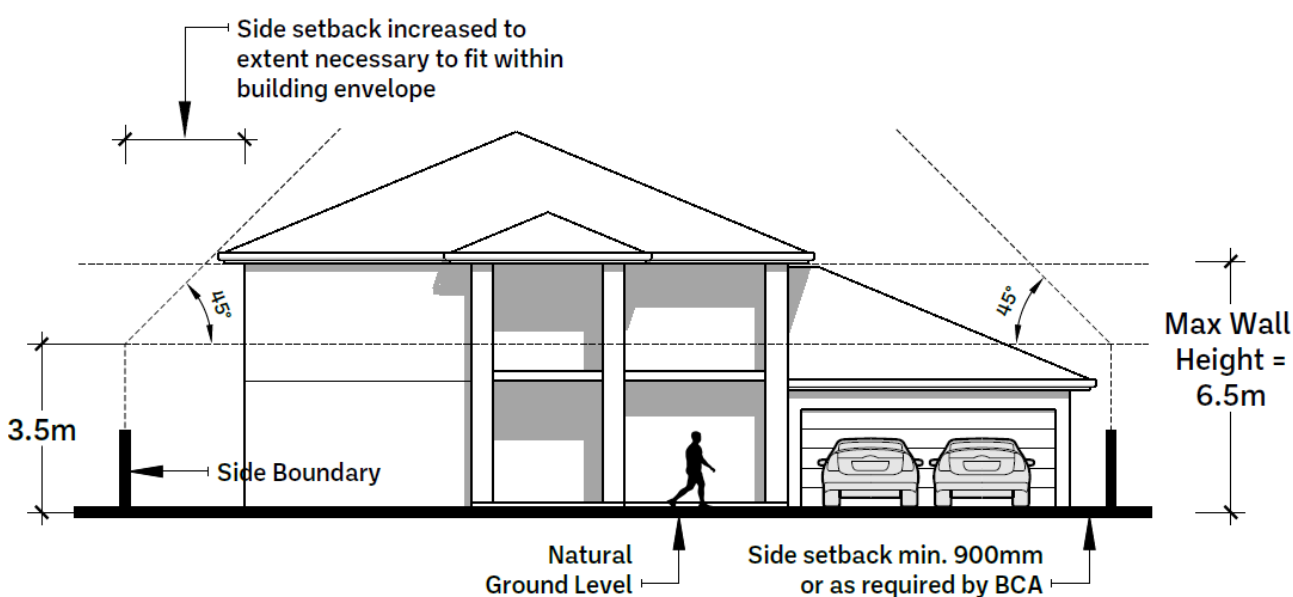 Side setback increased to
extent necessary to fit within
building envelope
45°
45°
Max Wall
Height =
6.5m
3.5m
Side Boundary
Natural
Ground Level
Side setback min. 900mm
or as required by BCA